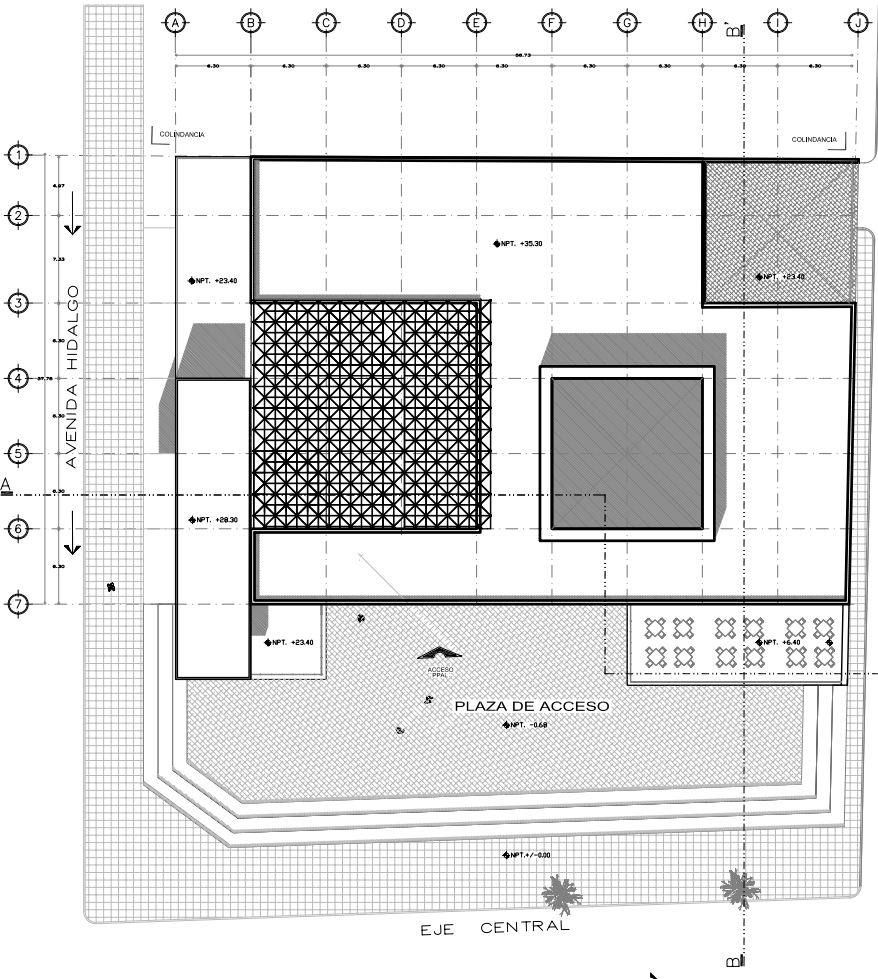 A B C D E F G H I J
B'
56.73
6.30 6.30 6.30 6.30 6.30 6.30 6.30 6.30 6.30
COLINDANCIA
COLINDANCIA
1
4.97
2
NPT. +35.30
7.33
NPT. +23.40
NPT. +23.40
3
AVENIDA HIDALGO
6.30
4
37.78
6.30
5
A
6.30
NPT. +28.30
6
6.30
7
NPT. +23.40
NPT. +6.40
ACCESO
PPAL
PLAZA DE ACCESO
NPT. -0.68
NPT.+/-0.00
EJE CENTRAL
B